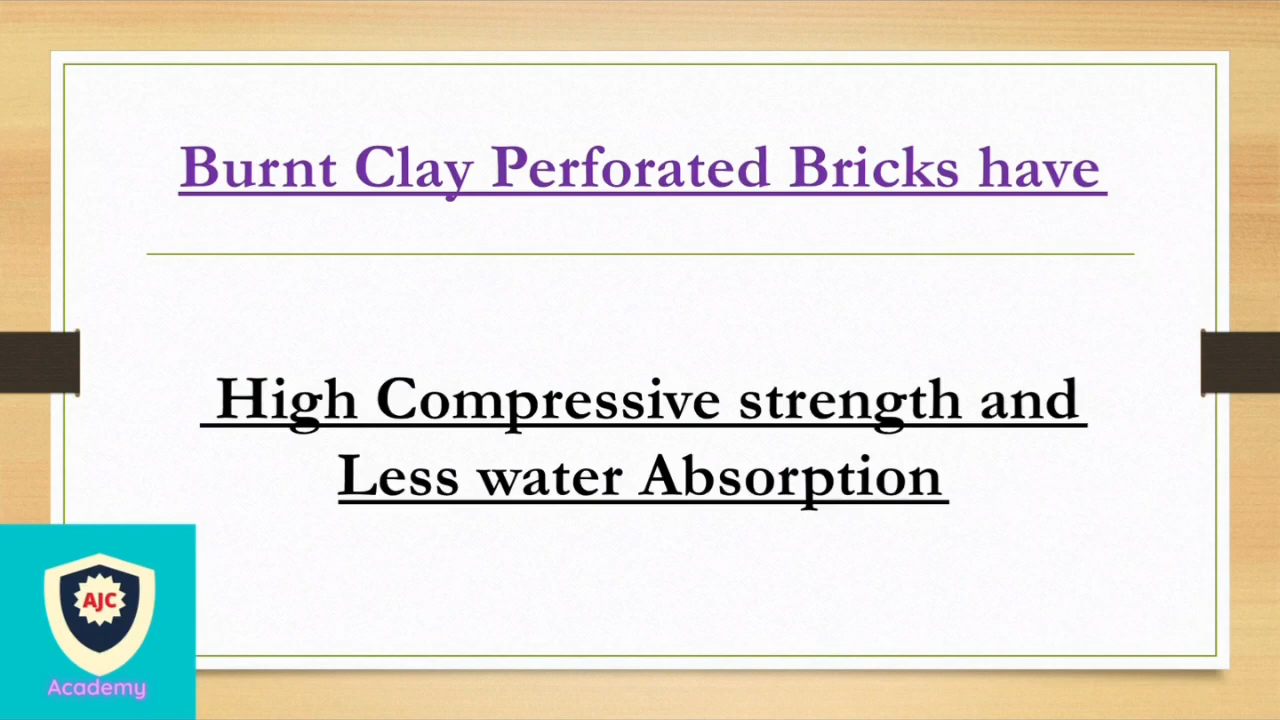 Burnt Clay Perforated Bricks have
High Compressive strength and
Less water Absorption
AJC
Academy